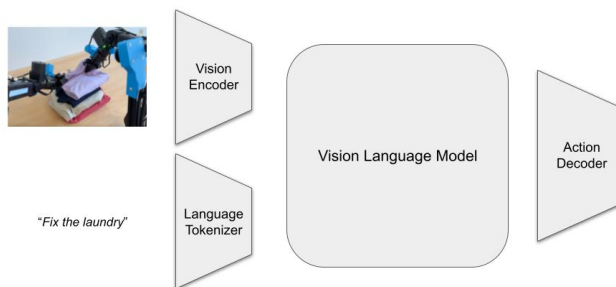 Vision
Encoder
Vision Language Model
Action
Decoder
"Fix the laundry"
Language
Tokenizer